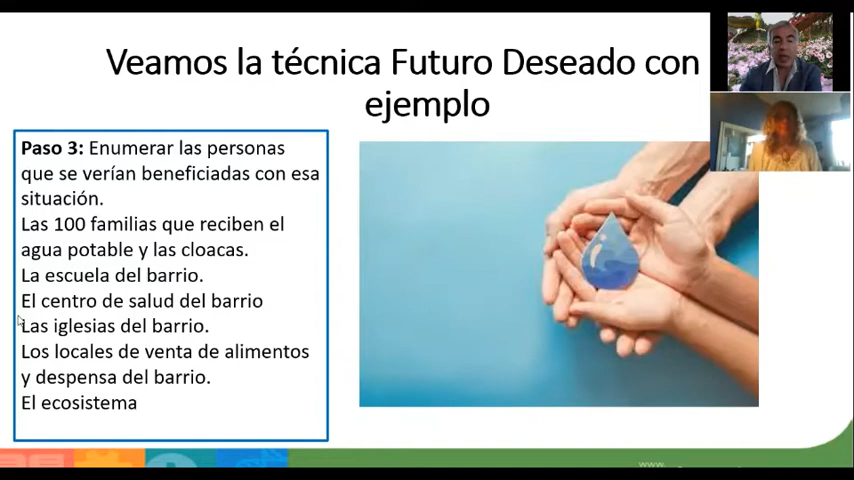 Veamos la técnica Futuro Deseado con
ejemplo
Paso 3: Enumerar las personas
que se verían beneficiadas con esa
situación.
Las 100 familias que reciben el
agua potable y las cloacas.
La escuela del barrio.
El centro de salud del barrio
Las iglesias del barrio.
Los locales de venta de alimentos
y despensa del barrio.
El ecosistema
www.